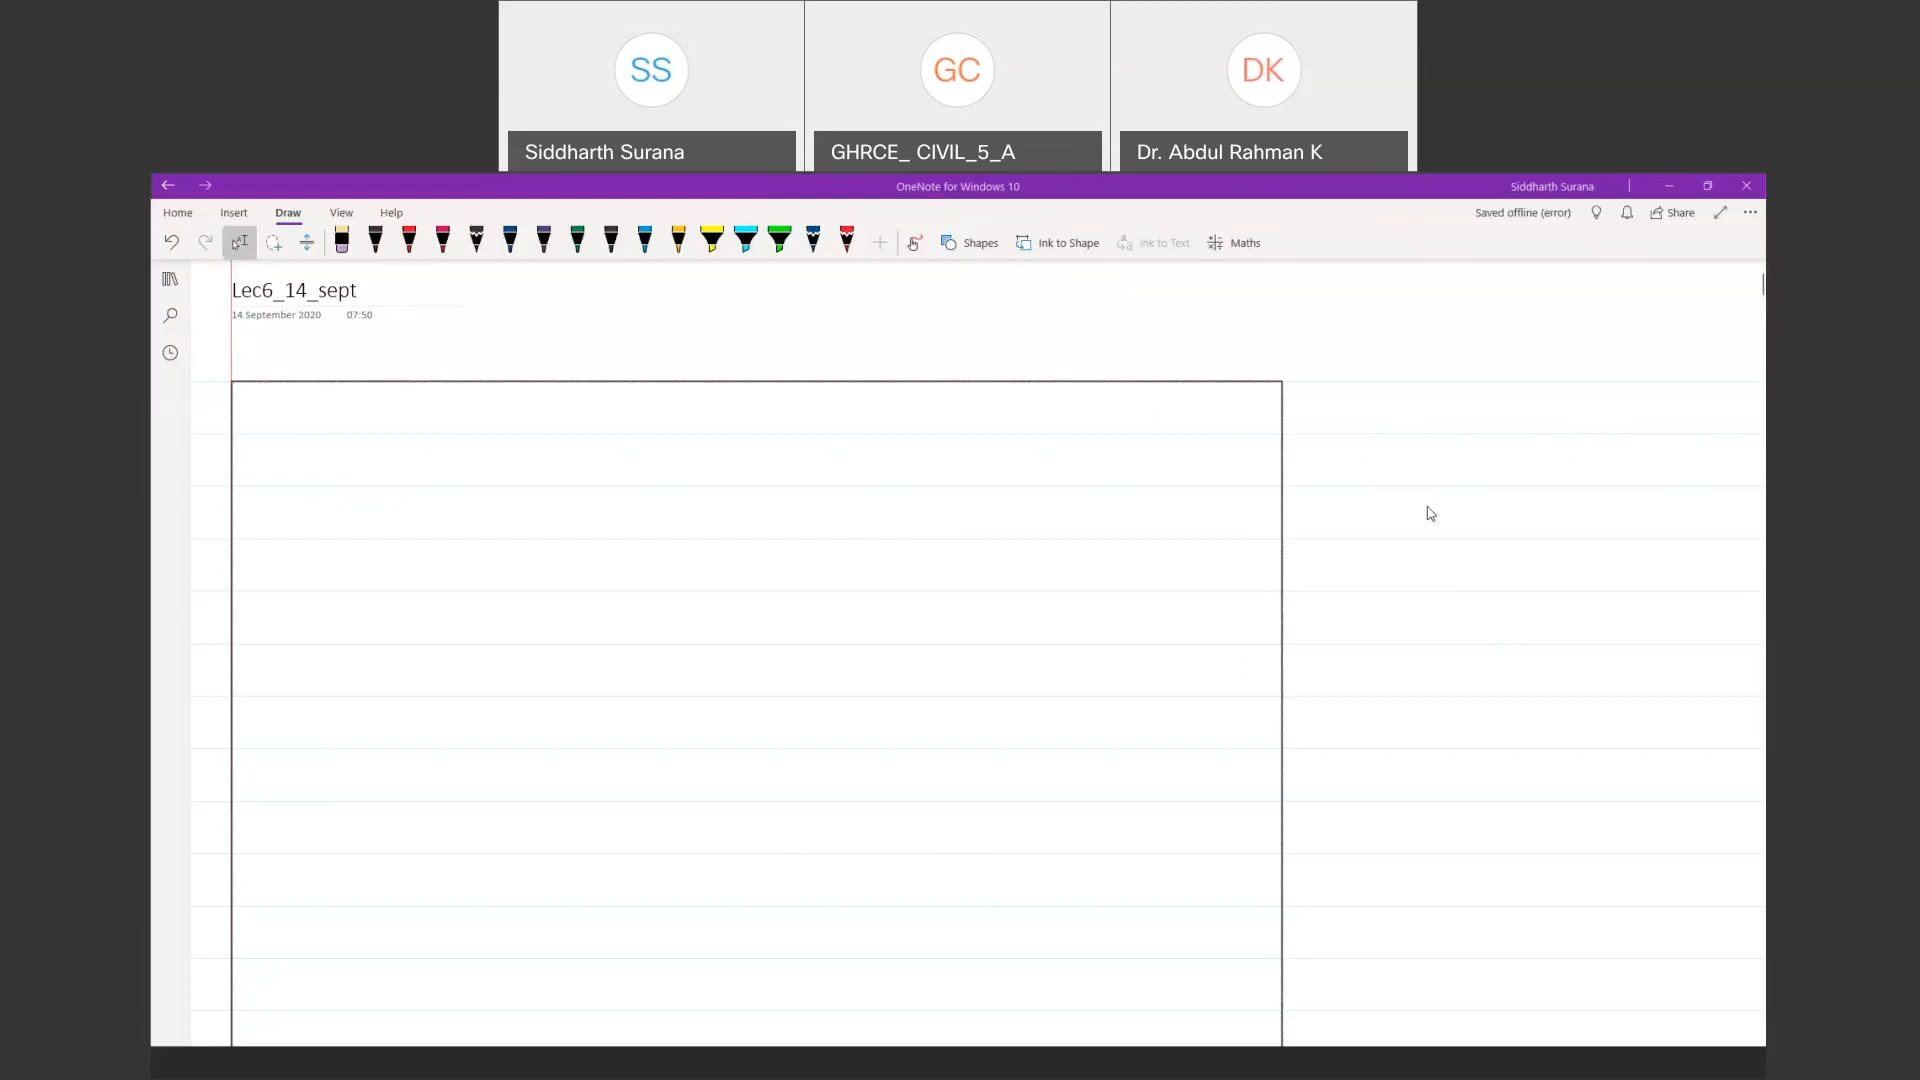 SS
GC
DK
Siddharth Surana
GHRCE_ CIVIL_5_A
Dr. Abdul Rahman K
OneNote for Windows 10
Siddharth Surana
Home Insert Draw View Help
Saved offline (error)
Share
Shapes
Ink to Shape
Ink to Text
Maths
Lec6_14_sept
14 September 2020 07:50